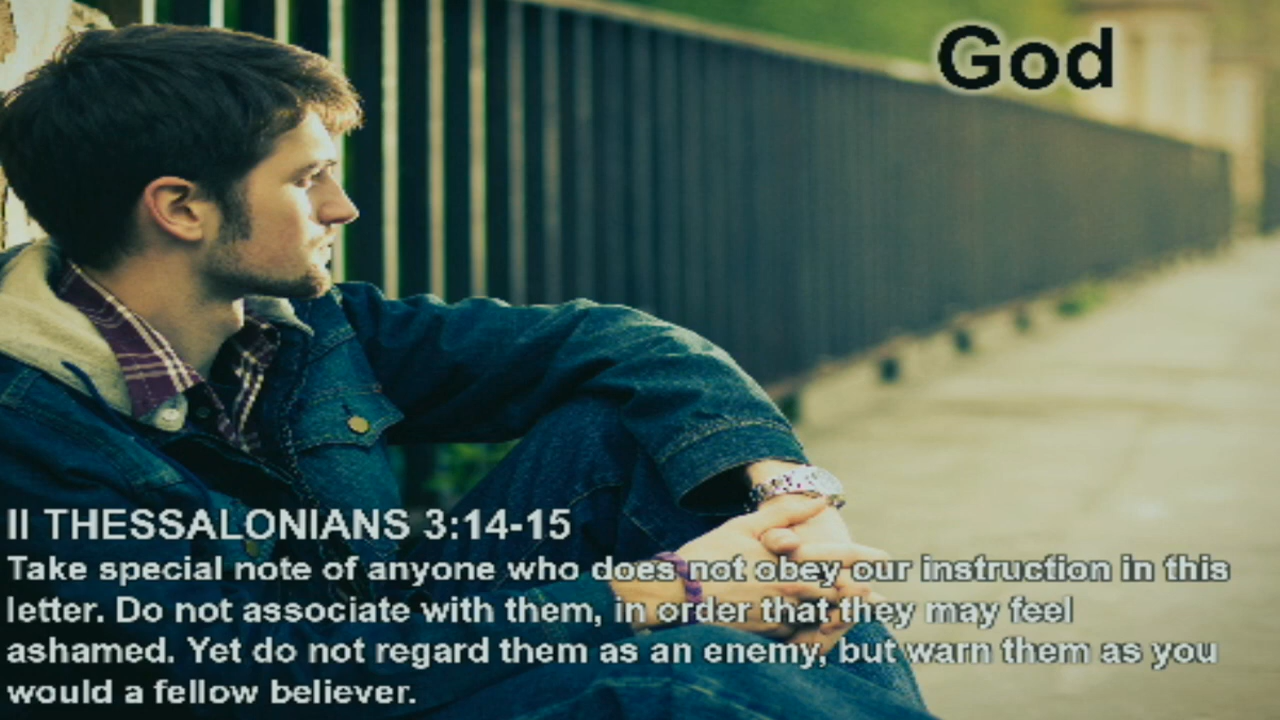 God
II THESSALONIANS 3:14-15
Take special note of anyone who does not obey our instruction in this
letter. Do not associate with them, in order that they may feel
ashamed. Yet do not regard them as an enemy, but warn them as you
would a fellow believer.